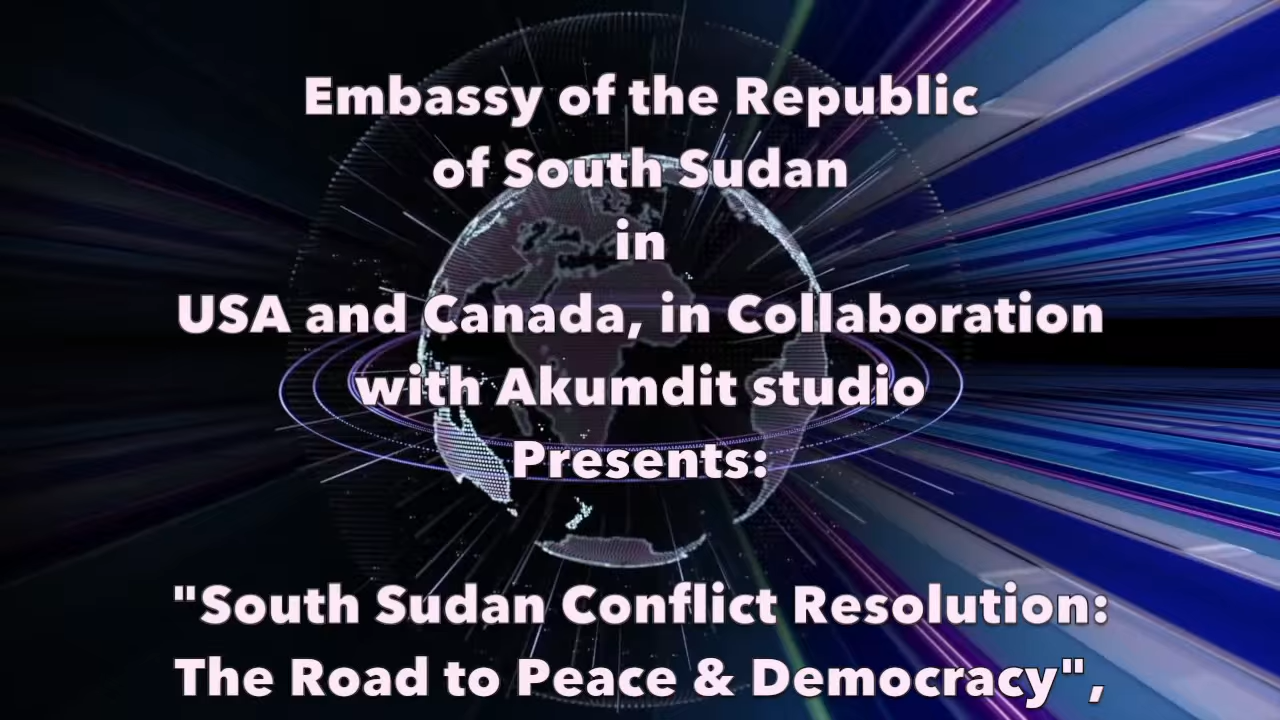 Embassy of the Republic
of South Sudan
in
USA and Canada, in Collaboration
with Akumdit studio
Presents:
"South Sudan Conflict Resolution:
The Road to Peace & Democracy",